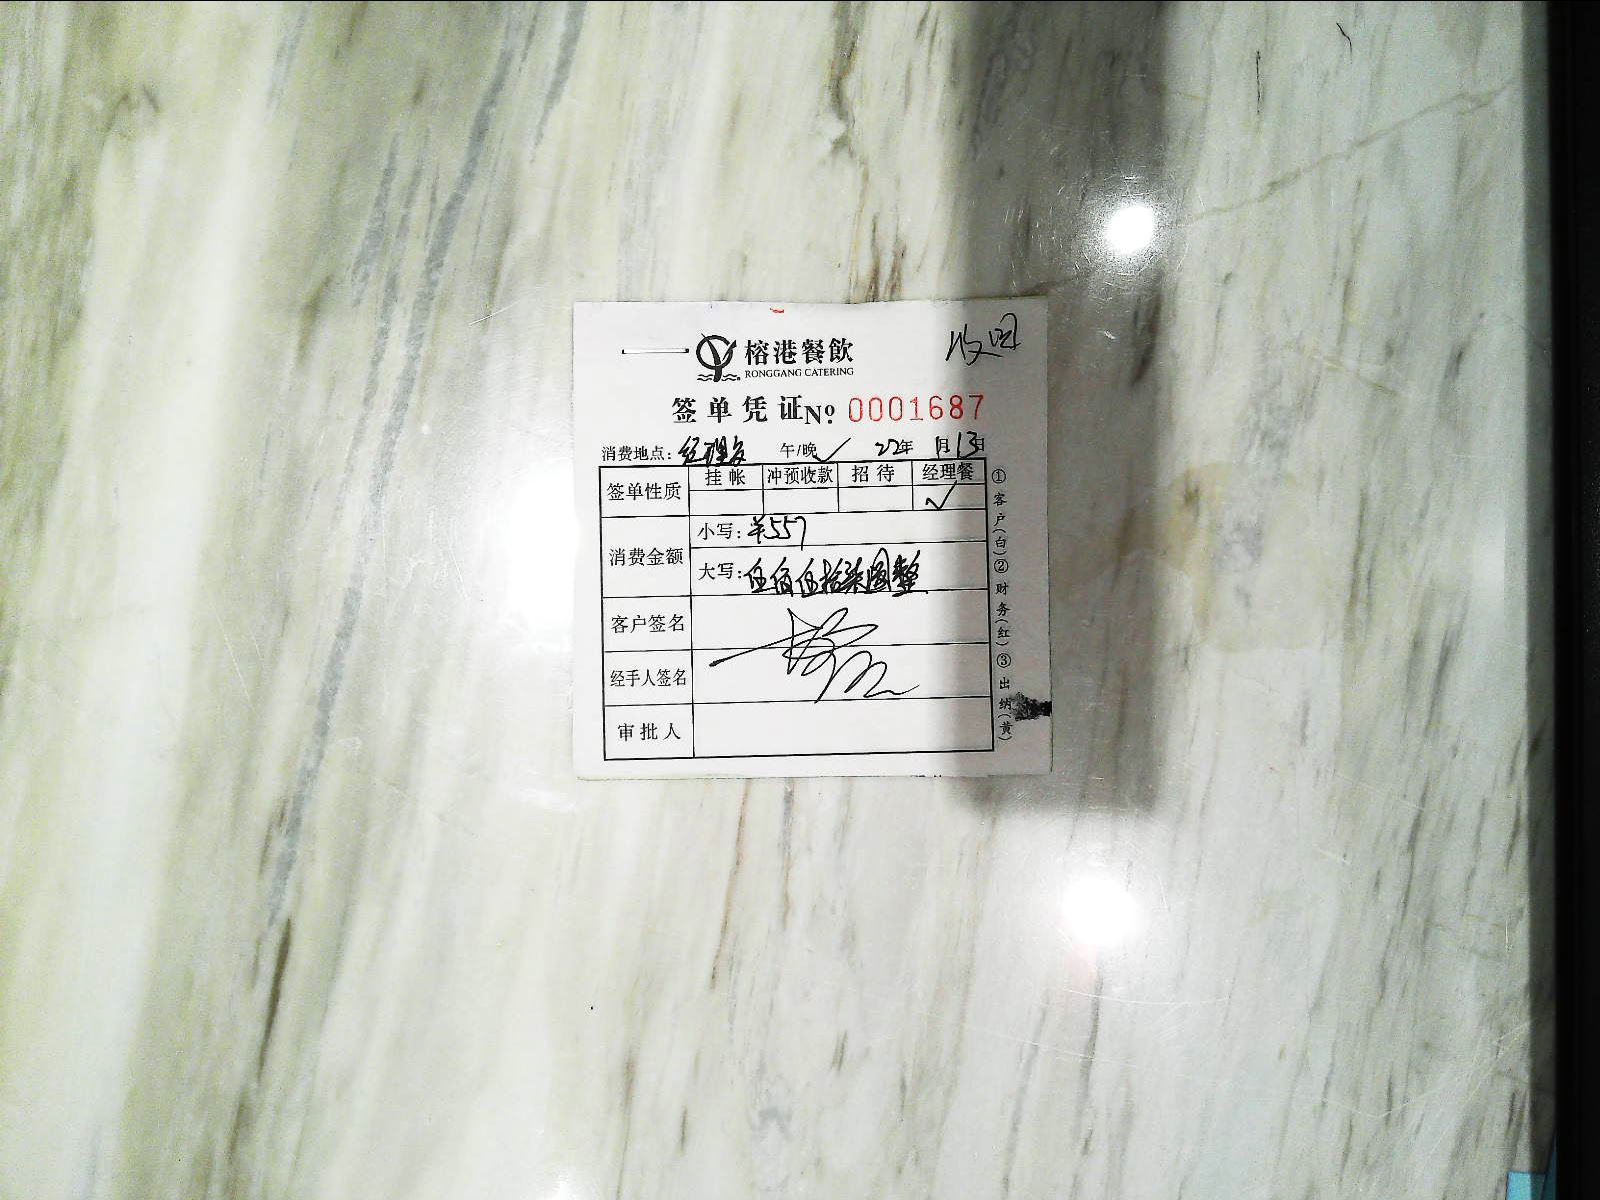 收回
榕港餐飲
RONGGANG CATERING
签单凭证 No. 0001687
消费地点: 经理 午/晚 ✓ 22年 1月13日
签单性质 挂帐 冲预收款 招待 经理餐
✓
消费金额 小写: ¥557
大写: 伍佰伍拾柒圆整
客户签名
经手人签名
审批人
①客户(白)②财务(红)③出纳(黄)